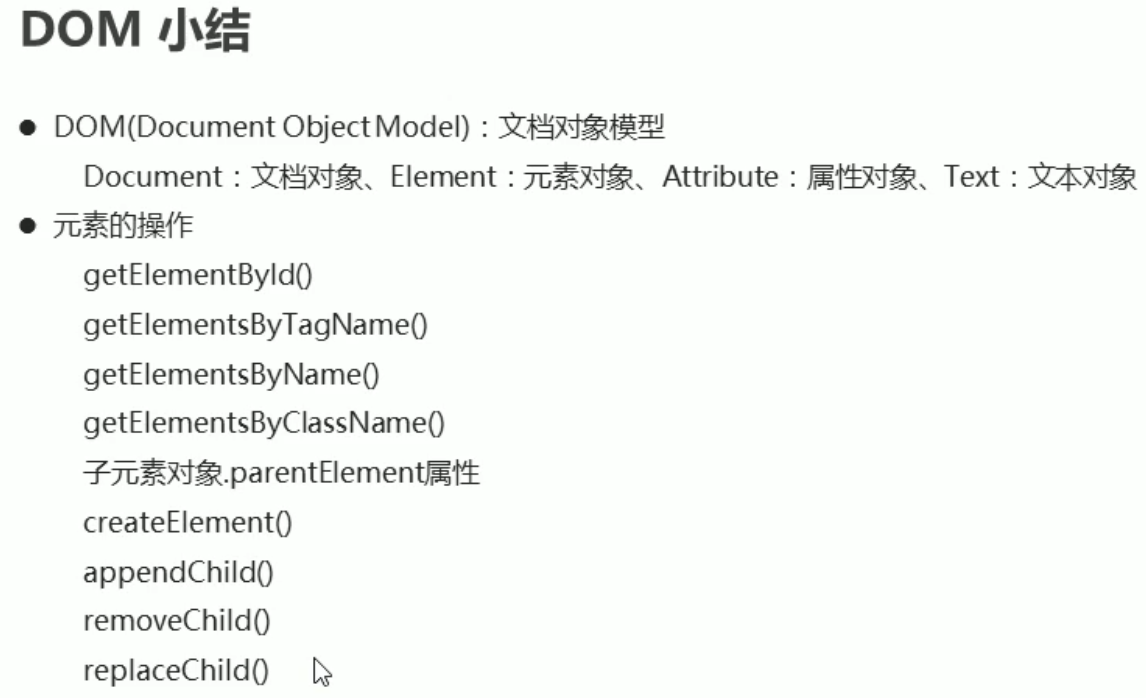 DOM 小结
● DOM(Document Object Model)：文档对象模型
Document：文档对象、Element：元素对象、Attribute：属性对象、Text：文本对象
● 元素的操作
getElementById()
getElementsByTagName()
getElementsByName()
getElementsByClassName()
子元素对象.parentElement属性
createElement()
appendChild()
removeChild()
replaceChild()